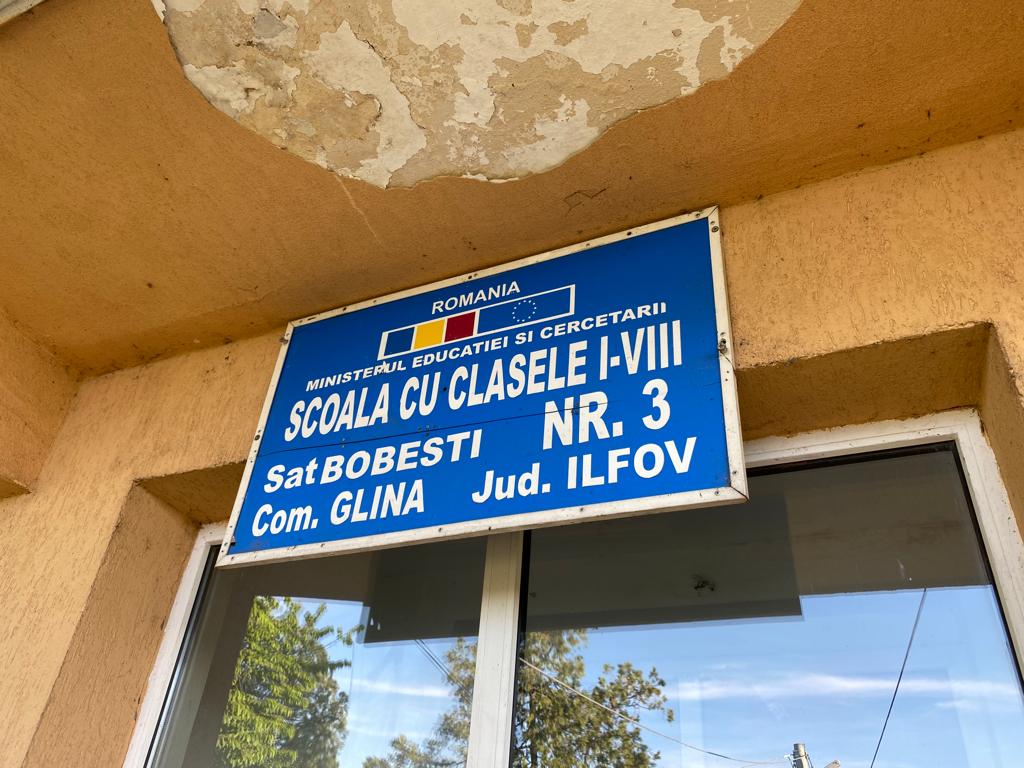 ROMANIA
MINISTERUL EDUCATIEI SI CERCETARII
SCOALA CU CLASELE I-VIII
NR. 3
Sat BOBESTI
Com. GLINA Jud. ILFOV